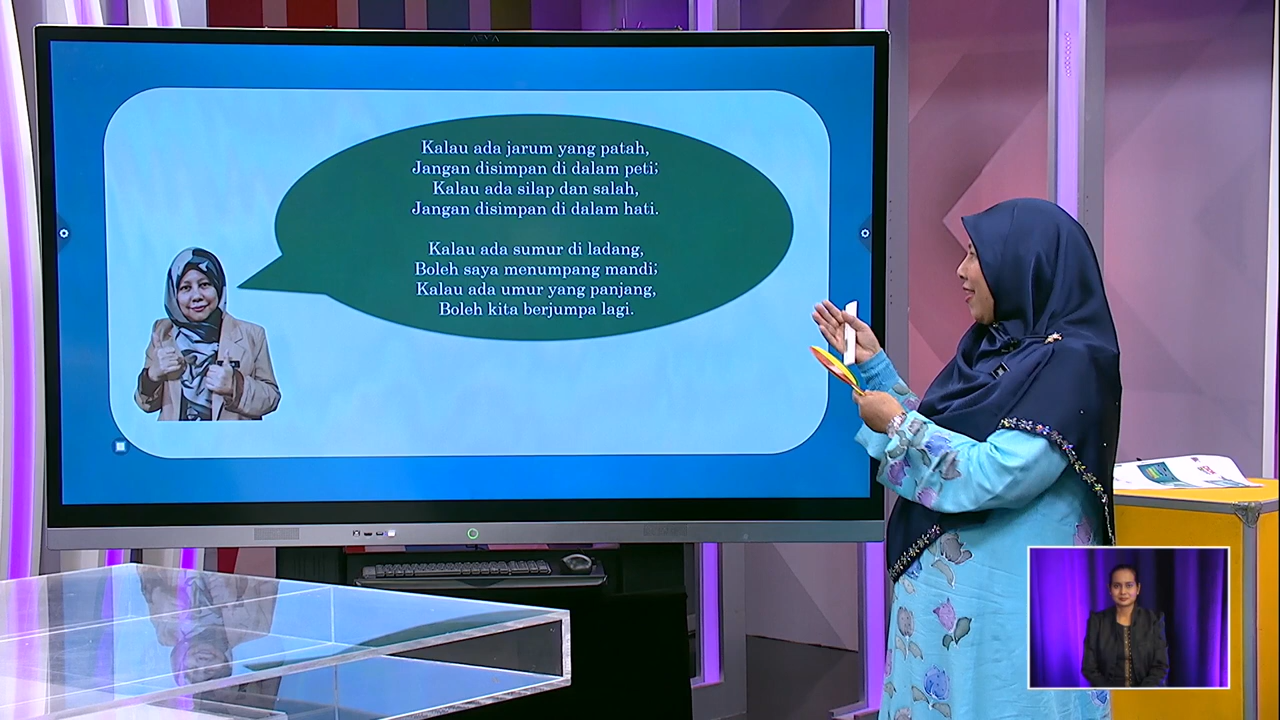 Kalau ada jarum yang patah,
Jangan disimpan di dalam peti;
Kalau ada silap dan salah,
Jangan disimpan di dalam hati.
Kalau ada sumur di ladang,
Boleh saya menumpang mandi;
Kalau ada umur yang panjang,
Boleh kita berjumpa lagi.